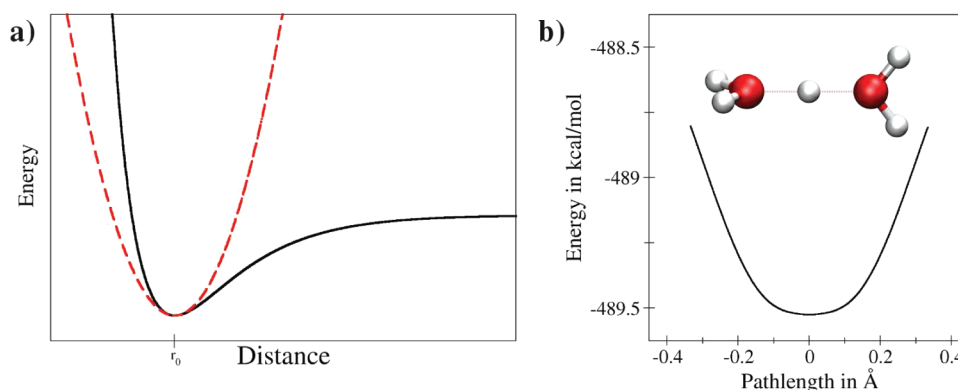 a)
Energy
r0
Distance
b)
Energy in kcal/mol
-488.5
-489
-489.5
-0.4 -0.2 0 0.2 0.4
Pathlength in Å